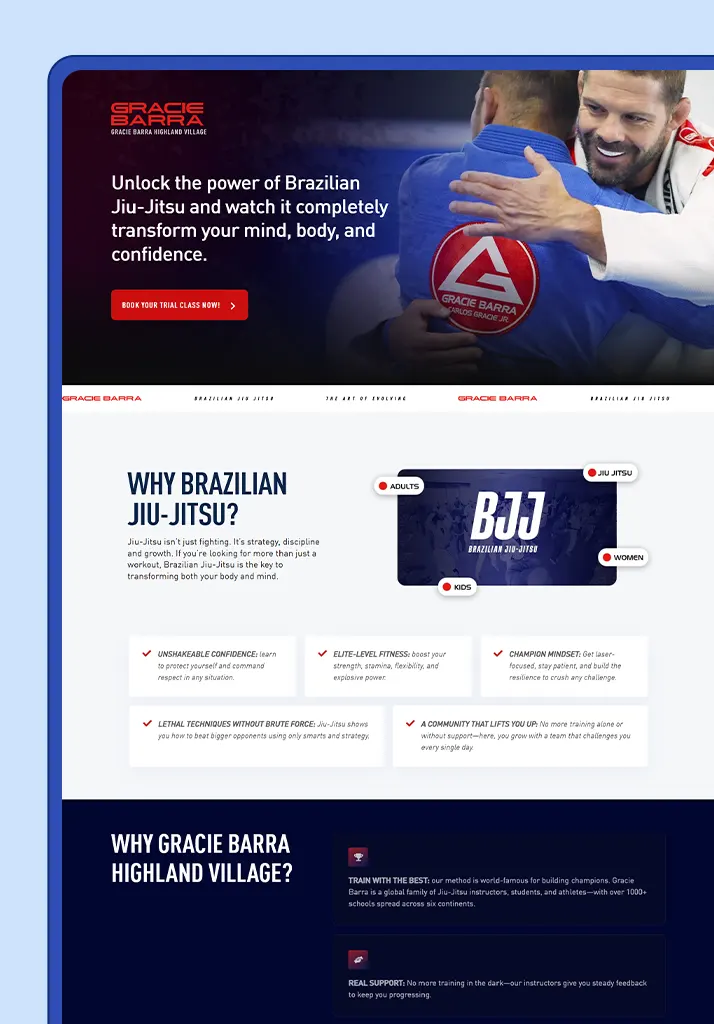 GRACIE
BARRA
GRACIE BARRA HIGHLAND VILLAGE
Unlock the power of Brazilian
Jiu-Jitsu and watch it completely
transform your mind, body, and
confidence.
BOOK YOUR TRIAL CLASS NOW!
GRACIE BARRA
CARLOS GRACIE JR.
GRACIE BARRA BRAZILIAN JIU JITSU THE ART OF EVOLVING GRACIE BARRA BRAZILIAN JIU JITSU
WHY BRAZILIAN
JIU-JITSU?
Jiu-Jitsu isn't just fighting. It's strategy, discipline
and growth. If you're looking for more than just a
workout, Brazilian Jiu-Jitsu is the key to
transforming both your body and mind.
ADULTS
JIU JITSU
BJJ
BRAZILIAN JIU-JITSU
WOMEN
KIDS
UNSHAKEABLE CONFIDENCE: learn
to protect yourself and command
respect in any situation.
ELITE-LEVEL FITNESS: boost your
strength, stamina, flexibility, and
explosive power.
CHAMPION MINDSET: Get laser-
focused, stay patient, and build the
resilience to crush any challenge.
LETHAL TECHNIQUES WITHOUT BRUTE FORCE: Jiu-Jitsu shows
you how to beat bigger opponents using only smarts and strategy.
A COMMUNITY THAT LIFTS YOU UP: No more training alone or
without support—here, you grow with a team that challenges you
every single day.
WHY GRACIE BARRA
HIGHLAND VILLAGE?
TRAIN WITH THE BEST: our method is world-famous for building champions. Gracie
Barra is a global family of Jiu-Jitsu instructors, students, and athletes—with over 1000+
schools spread across six continents.
REAL SUPPORT: No more training in the dark—our instructors give you steady feedback
to keep you progressing.